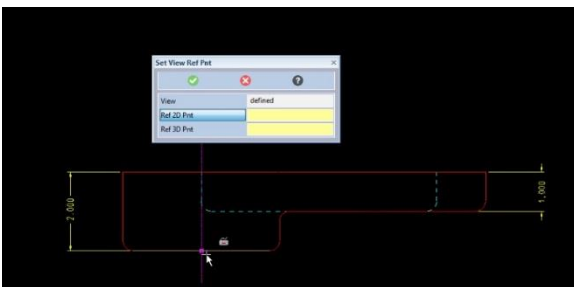 Set View Ref Pnt
View defined
Ref 2D Pnt
Ref 3D Pnt
2.000
1.000